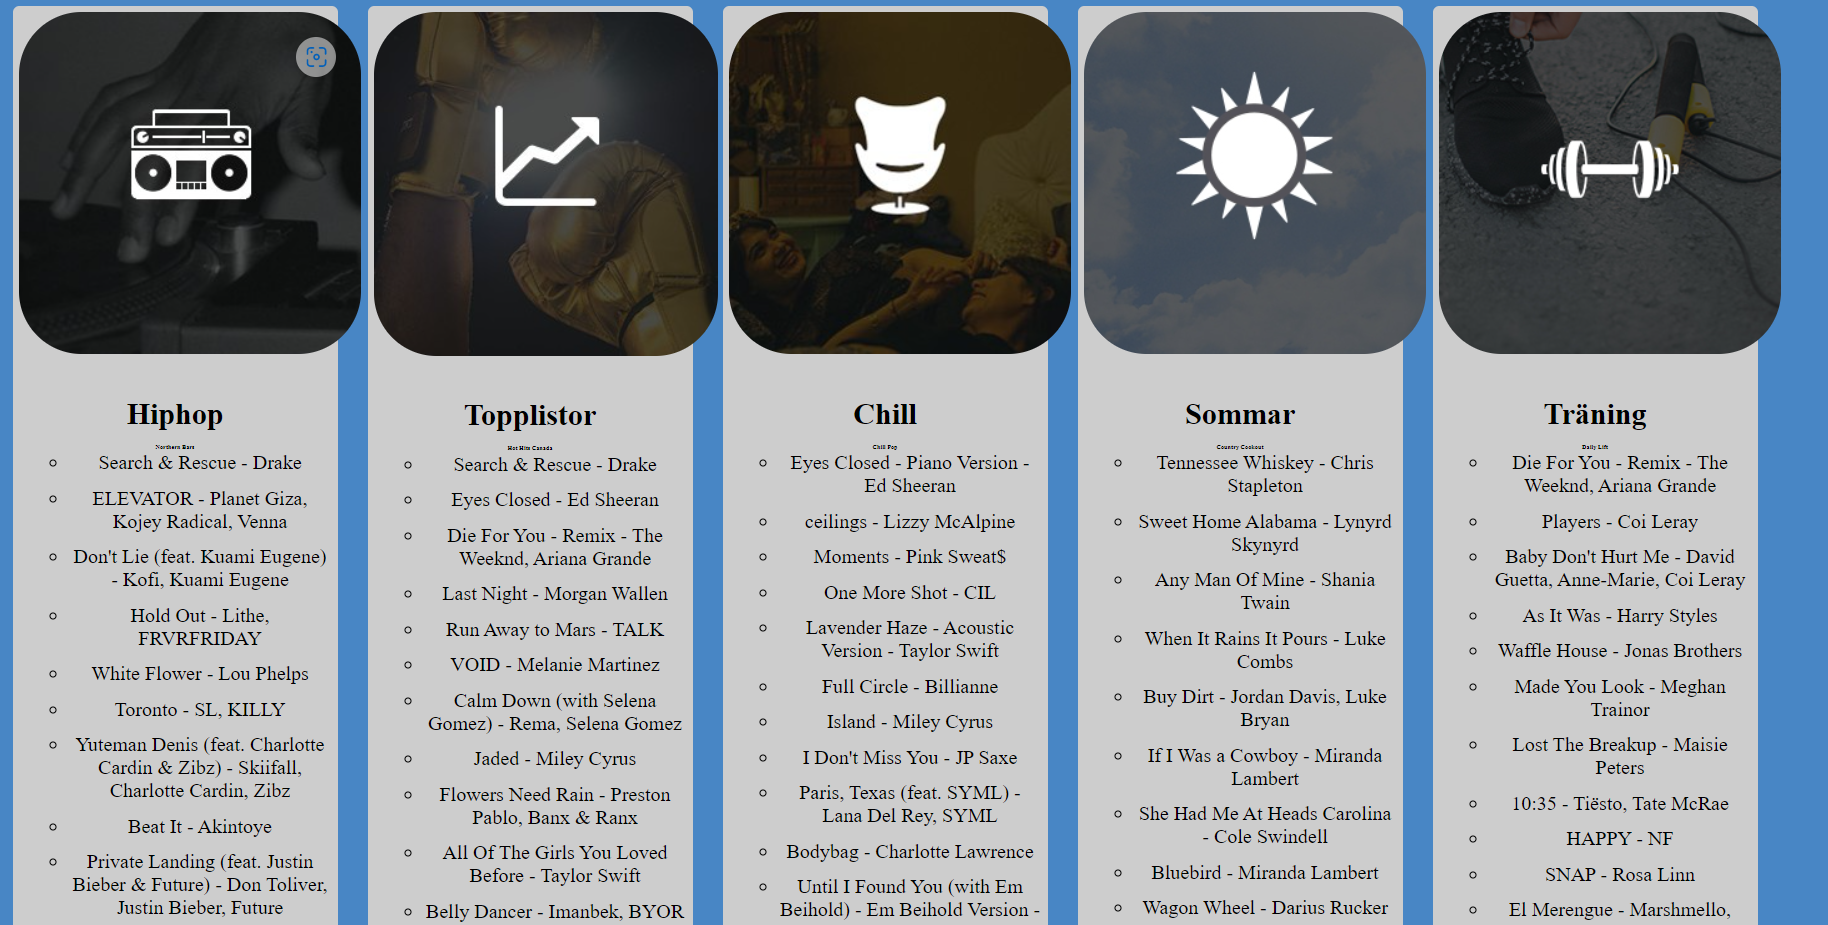 Hiphop
Northern Bars
Search & Rescue - Drake
ELEVATOR - Planet Giza,
Kojey Radical, Venna
Don't Lie (feat. Kuami Eugene)
- Kofi, Kuami Eugene
Hold Out - Lithe,
FRVRFRIDAY
White Flower - Lou Phelps
Toronto - SL, KILLY
Yuteman Denis (feat. Charlotte
Cardin & Zibz) - Skiifall,
Charlotte Cardin, Zibz
Beat It - Akintoye
Private Landing (feat. Justin
Bieber & Future) - Don Toliver,
Justin Bieber, Future
Topplistor
Hot Hits Canada
Search & Rescue - Drake
Eyes Closed - Ed Sheeran
Die For You - Remix - The
Weeknd, Ariana Grande
Last Night - Morgan Wallen
Run Away to Mars - TALK
VOID - Melanie Martinez
Calm Down (with Selena
Gomez) - Rema, Selena Gomez
Jaded - Miley Cyrus
Flowers Need Rain - Preston
Pablo, Banx & Ranx
All Of The Girls You Loved
Before - Taylor Swift
Belly Dancer - Imanbek, BYOR
Chill
Chill Pop
Eyes Closed - Piano Version -
Ed Sheeran
ceilings - Lizzy McAlpine
Moments - Pink Sweat$
One More Shot - CIL
Lavender Haze - Acoustic
Version - Taylor Swift
Full Circle - Billianne
Island - Miley Cyrus
I Don't Miss You - JP Saxe
Paris, Texas (feat. SYML) -
Lana Del Rey, SYML
Bodybag - Charlotte Lawrence
Until I Found You (with Em
Beihold) - Em Beihold Version -
Sommar
Country Cookout
Tennessee Whiskey - Chris
Stapleton
Sweet Home Alabama - Lynyrd
Skynyrd
Any Man Of Mine - Shania
Twain
When It Rains It Pours - Luke
Combs
Buy Dirt - Jordan Davis, Luke
Bryan
If I Was a Cowboy - Miranda
Lambert
She Had Me At Heads Carolina
- Cole Swindell
Bluebird - Miranda Lambert
Wagon Wheel - Darius Rucker
Träning
Daily Lift
Die For You - Remix - The
Weeknd, Ariana Grande
Players - Coi Leray
Baby Don't Hurt Me - David
Guetta, Anne-Marie, Coi Leray
As It Was - Harry Styles
Waffle House - Jonas Brothers
Made You Look - Meghan
Trainor
Lost The Breakup - Maisie
Peters
10:35 - Tiësto, Tate McRae
HAPPY - NF
SNAP - Rosa Linn
El Merengue - Marshmello,